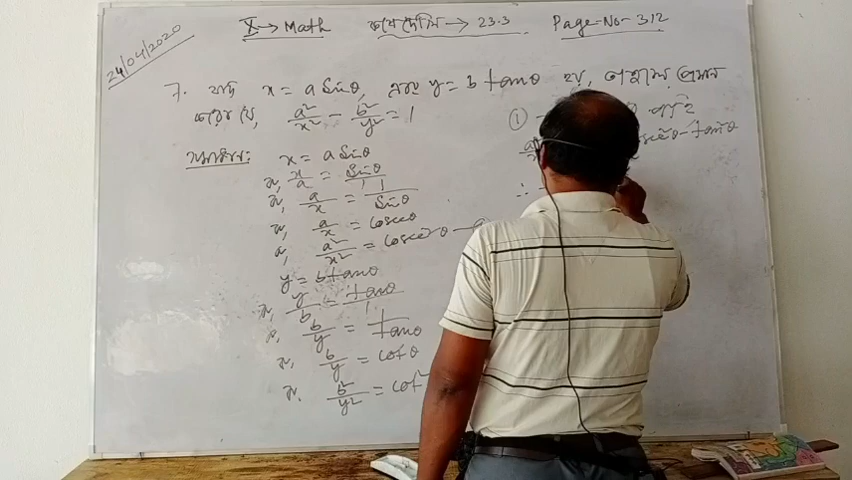 24/04/2020
X → Math কষে দেখি → 23.3 Page-No-312
7. যদি x = a sinθ, এবং y = b tanθ হয়, তাহলে প্রমাণ
করো যে, a²/x² - b²/y² = 1
সমাধান: x = a sinθ
বা, x/a = sinθ/1
বা, a/x = 1/sinθ
বা, a/x = cosecθ
বা, a²/x² = cosec²θ
y = b tanθ
বা, y/b = tanθ/1
বা, b/y = 1/tanθ
বা, b/y = cotθ
বা, b²/y² = cot²
① -
θ - tan²θ
∴